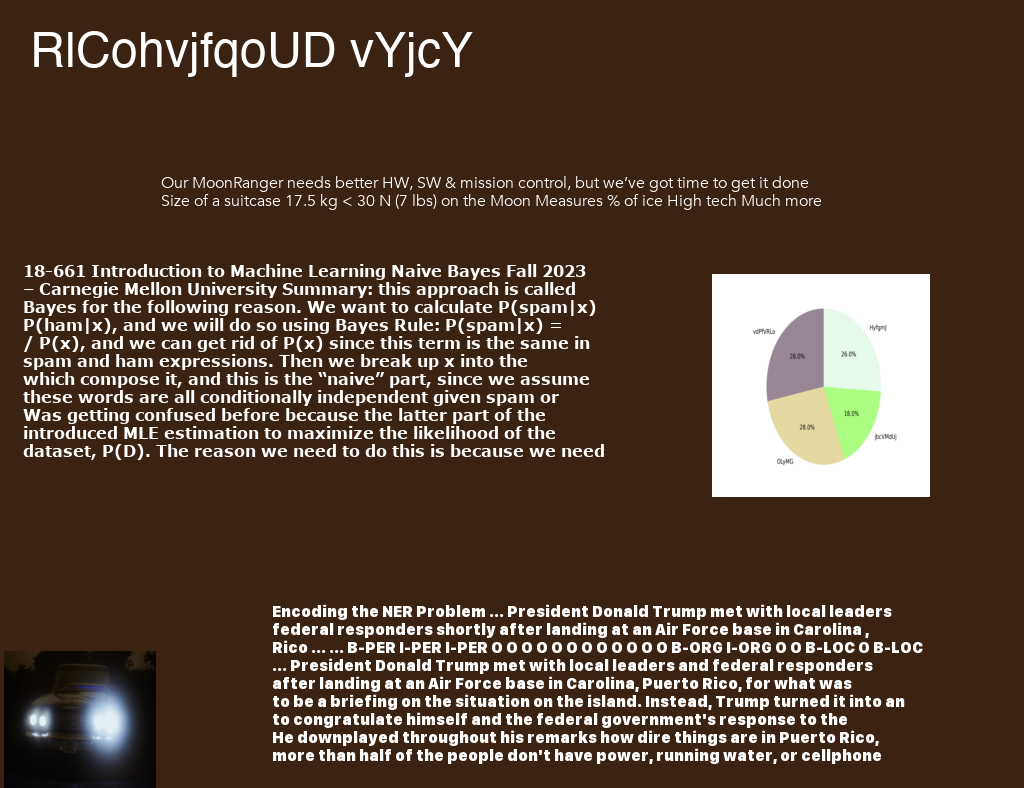 RlCohvjfqoUD vYjcY
Our MoonRanger needs better HW, SW & mission control, but we’ve got time to get it done
Size of a suitcase 17.5 kg < 30 N (7 lbs) on the Moon Measures % of ice High tech Much more
18-661 Introduction to Machine Learning Naive Bayes Fall 2023
– Carnegie Mellon University Summary: this approach is called
Bayes for the following reason. We want to calculate P(spam|x)
P(ham|x), and we will do so using Bayes Rule: P(spam|x) =
/ P(x), and we can get rid of P(x) since this term is the same in
spam and ham expressions. Then we break up x into the
which compose it, and this is the “naive” part, since we assume
these words are all conditionally independent given spam or
Was getting confused before because the latter part of the
introduced MLE estimation to maximize the likelihood of the
dataset, P(D). The reason we need to do this is because we need
vdPfVRLo
HyfgmJ
28.0%
26.0%
18.0%
28.0%
jbcVMdUj
OLyMG
Encoding the NER Problem ... President Donald Trump met with local leaders
federal responders shortly after landing at an Air Force base in Carolina ,
Rico ... ... B-PER I-PER I-PER O O O O O O O O O O O O B-ORG I-ORG O O B-LOC O B-LOC
... President Donald Trump met with local leaders and federal responders
after landing at an Air Force base in Carolina, Puerto Rico, for what was
to be a briefing on the situation on the island. Instead, Trump turned it into an
to congratulate himself and the federal government's response to the
He downplayed throughout his remarks how dire things are in Puerto Rico,
more than half of the people don't have power, running water, or cellphone